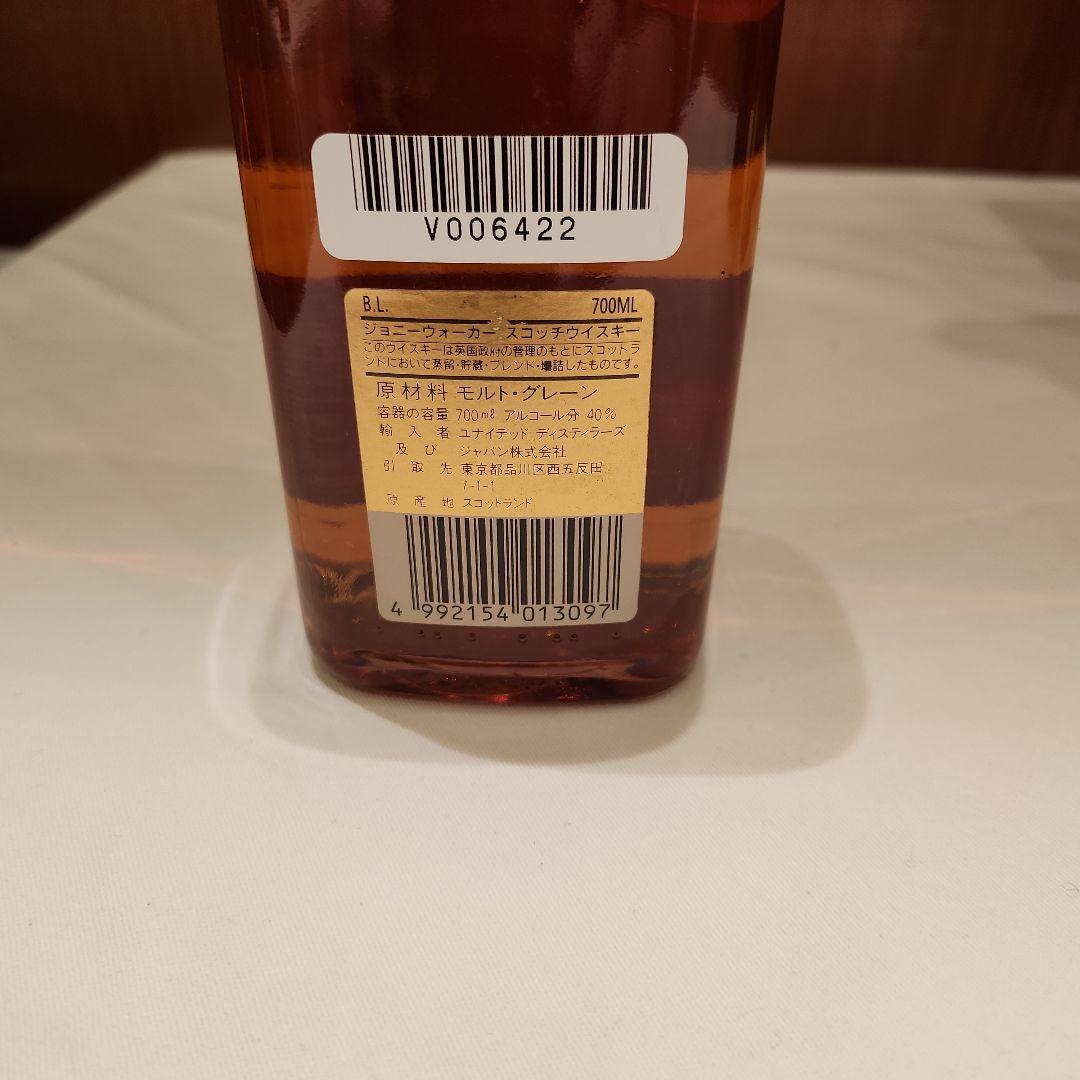 V006422
B.L. 700ML
ジョニーウォーカー スコッチウイスキー
このウイスキーは英国政府の管理のもとにスコットラ
ンドにおいて蒸留・貯蔵・ブレンド・壜詰したものです。
原材料 モルト・グレーン
容器の容量 700ml アルコール分 40%
輸入者 ユナイテッド ディスティラーズ
及び ジャパン株式会社
引取先 東京都品川区西五反田
7-1-1
原産地 スコットランド
4 992154 013097